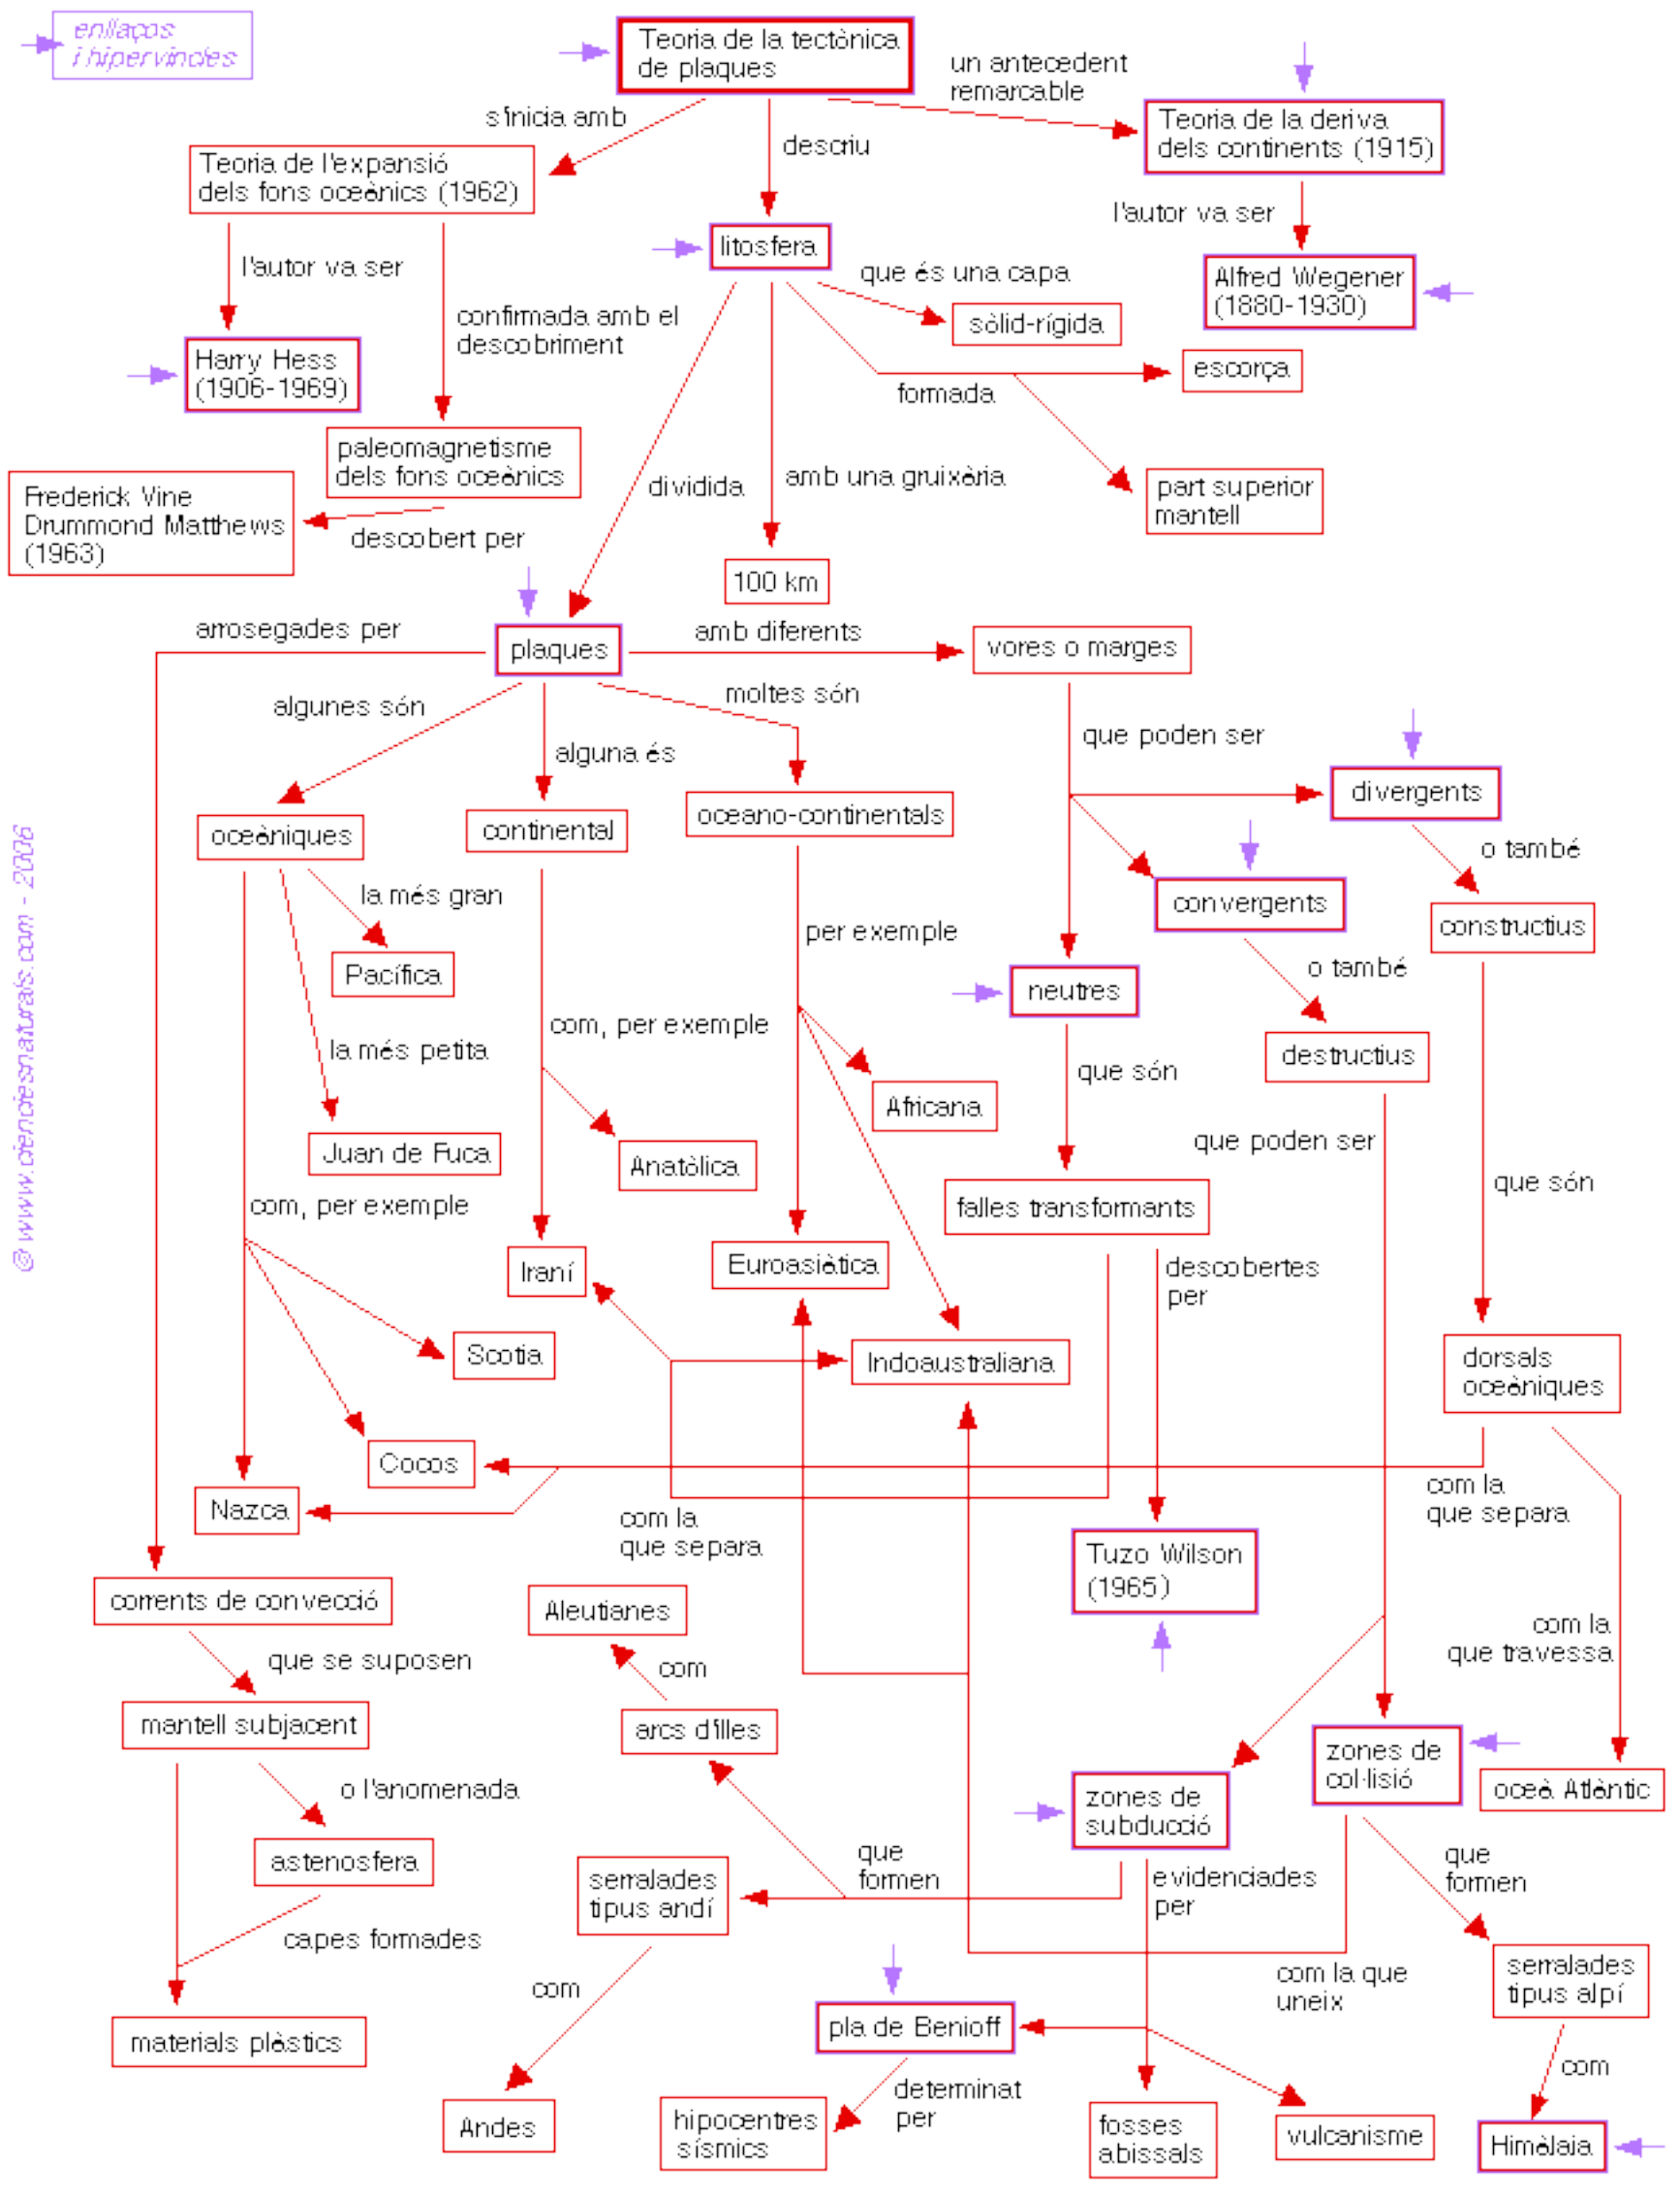 enllaços
i hipervincles
Teoria de la tectònica
de plaques
un antecedent
remarcable
Teoria de la deriva
dels continents (1915)
s'inicia amb
descriu
Teoria de l'expansió
dels fons oceànics (1962)
l'autor va ser
litosfera
l'autor va ser
que és una capa
Alfred Wegener
(1880-1930)
sòlid-rígida
confirmada amb el
descobriment
Harry Hess
(1906-1969)
escorça
formada
paleomagnetisme
dels fons oceànics
Frederick Vine
Drummond Matthews
(1963)
dividida
amb una gruixària
part superior
mantell
descobert per
100 km
arrosegades per
plaques
amb diferents
vores o marges
algunes són
moltes són
alguna és
que poden ser
divergents
oceàniques
continental
oceano-continentals
o també
la més gran
convergents
constructius
per exemple
Pacífica
o també
neutres
com, per exemple
la més petita
destructius
que són
Africana
Juan de Fuca
Anatòlica
que poden ser
que són
com, per exemple
falles transformants
Iraní
Euroasiàtica
descobertes
per
Scotia
Indoaustraliana
dorsals
oceàniques
Cocos
Nazca
com la
que separa
com la
que separa
Tuzo Wilson
(1965)
corrents de convecció
Aleutianes
com la
que travessa
que se suposen
com
mantell subjacent
arcs d'illes
zones de
col·lisió
oceà Atlàntic
o l'anomenada
zones de
subducció
astenosfera
que
formen
que
formen
serralades
tipus andí
evidenciades
per
capes formades
com
com la que
uneix
serralades
tipus alpí
materials plàstics
pla de Benioff
com
determinat
per
Andes
hipocentres
sísmics
fosses
abissals
vulcanisme
Himàlaia
© www.ciencesnaturals.com - 2006